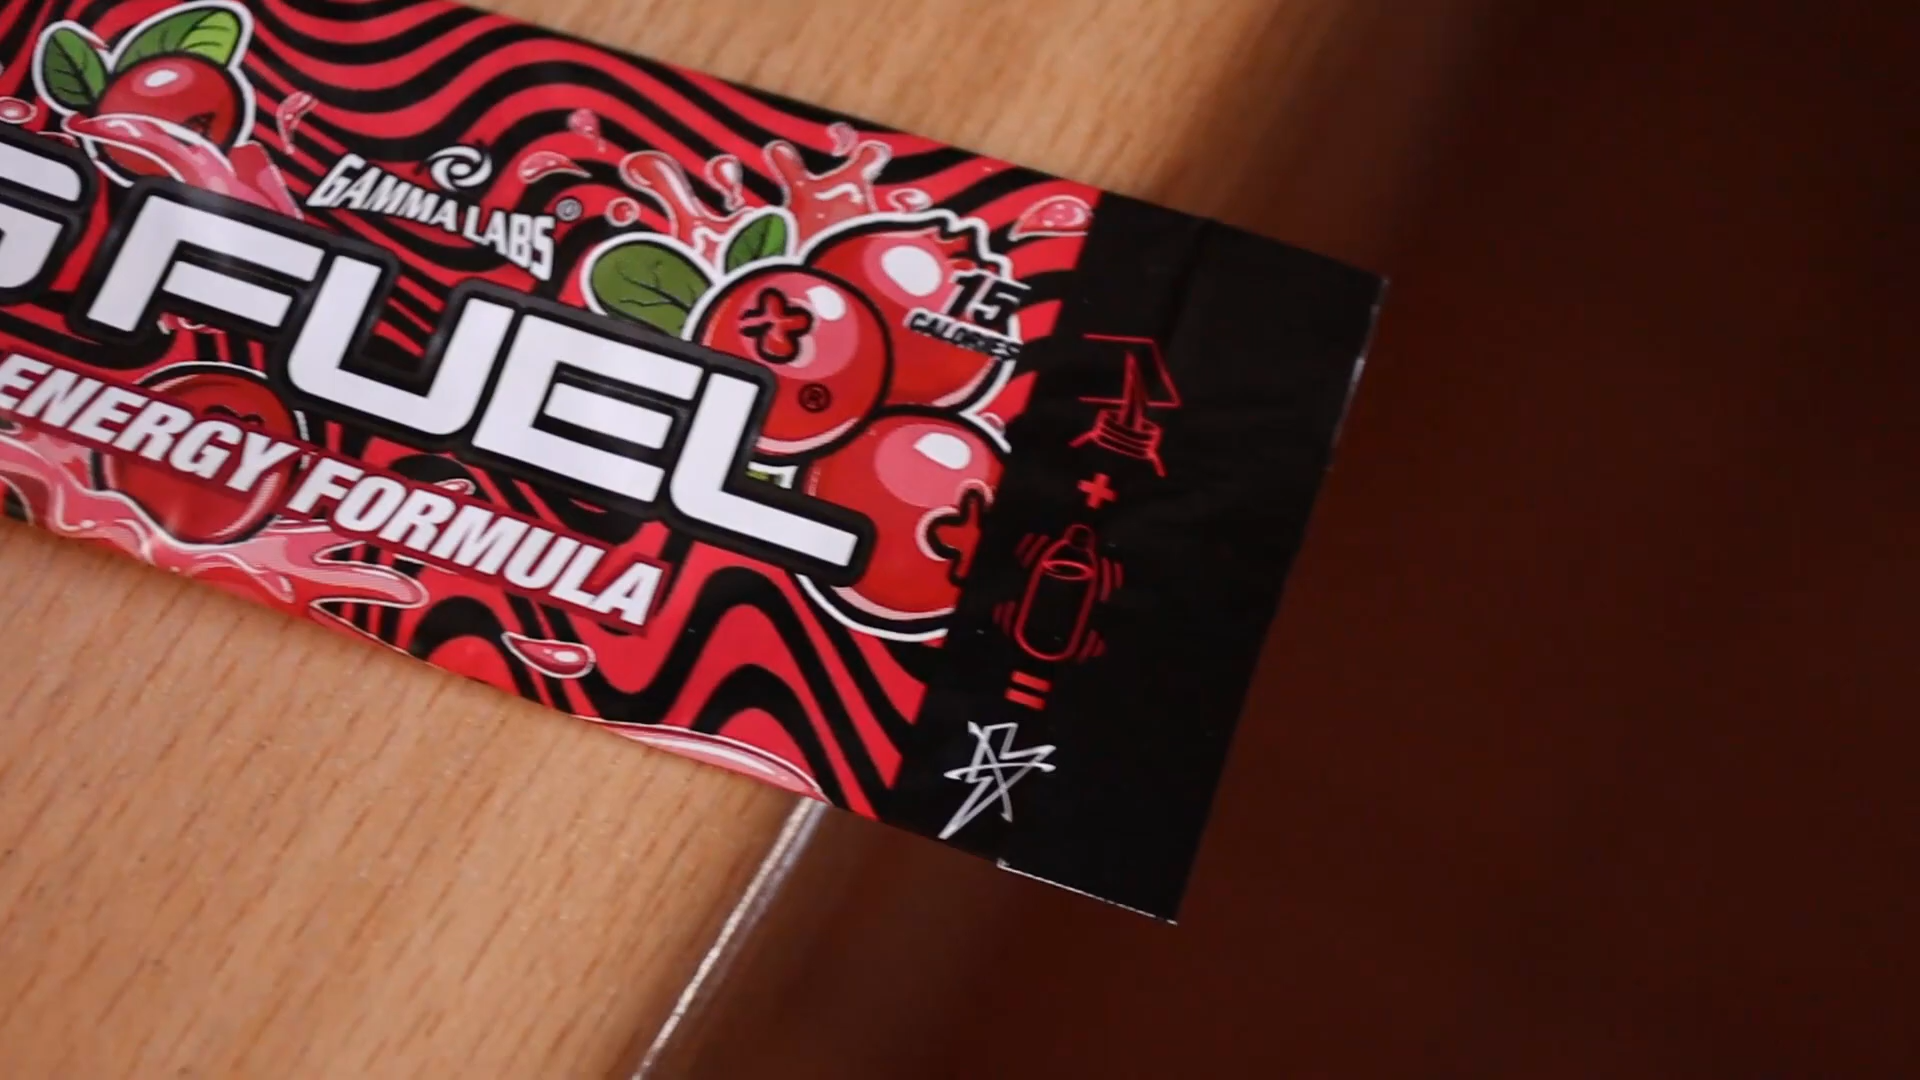 GAMMA LABS®
G FUEL®
ENERGY FORMULA
15
CALORIES
+
=